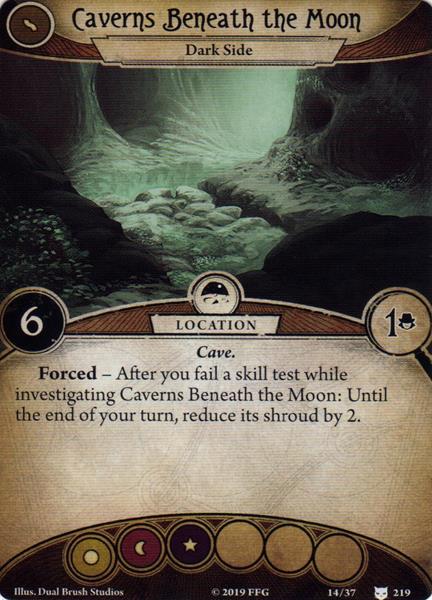 Caverns Beneath the Moon
Dark Side
6
LOCATION
1
Cave.
Forced – After you fail a skill test while
investigating Caverns Beneath the Moon: Until
the end of your turn, reduce its shroud by 2.
Illus. Dual Brush Studios
© 2019 FFG
14/37
219